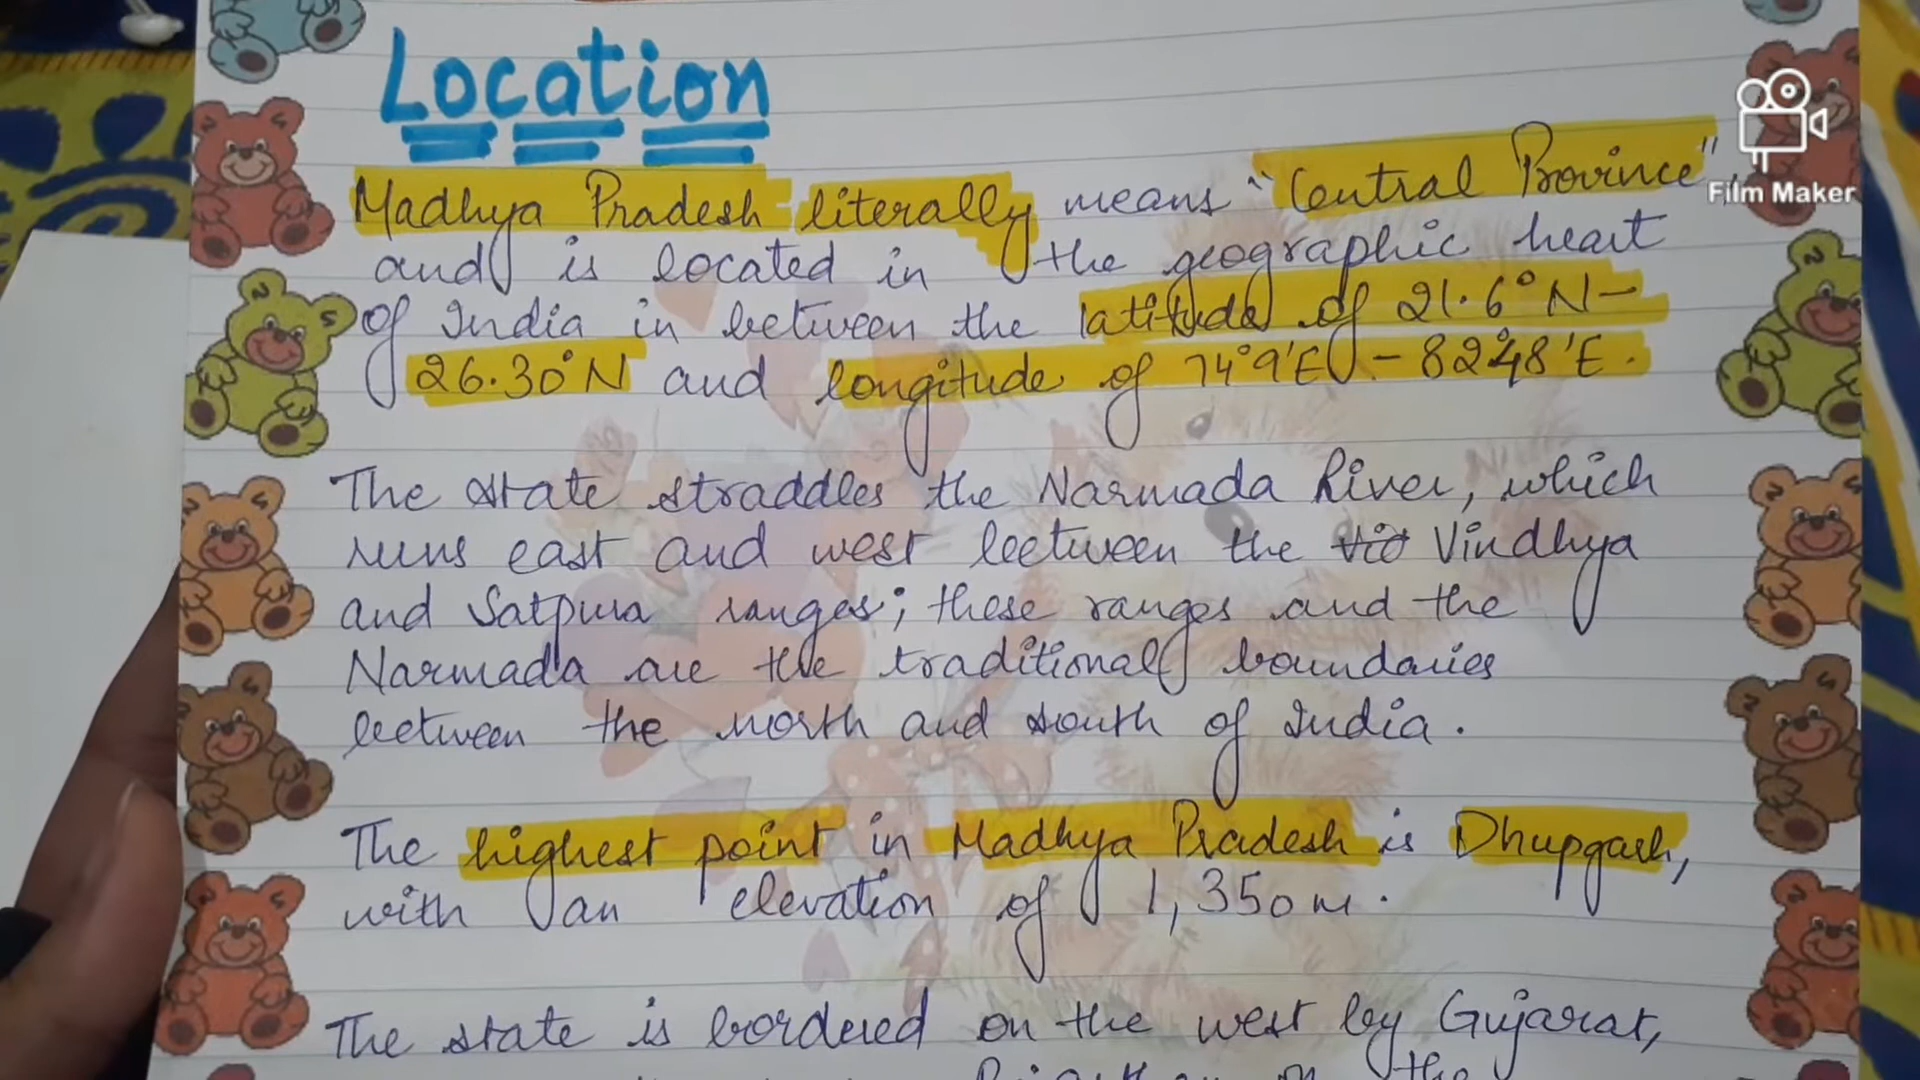 Location
Madhya Pradesh literally means "Central Province"
and is located in the geographic heart
of India in between the latitude of 21.6°N-
26.30°N and longitude of 74°9'E - 82°48'E.
The state straddles the Narmada River, which
runs east and west between the Vindhya
and Satpura ranges; these ranges and the
Narmada are the traditional boundaries
between the north and south of India.
The highest point in Madhya Pradesh is Dhupgarh,
with an elevation of 1,350m.
The state is bordered on the west by Gujarat,
on the
Film Maker